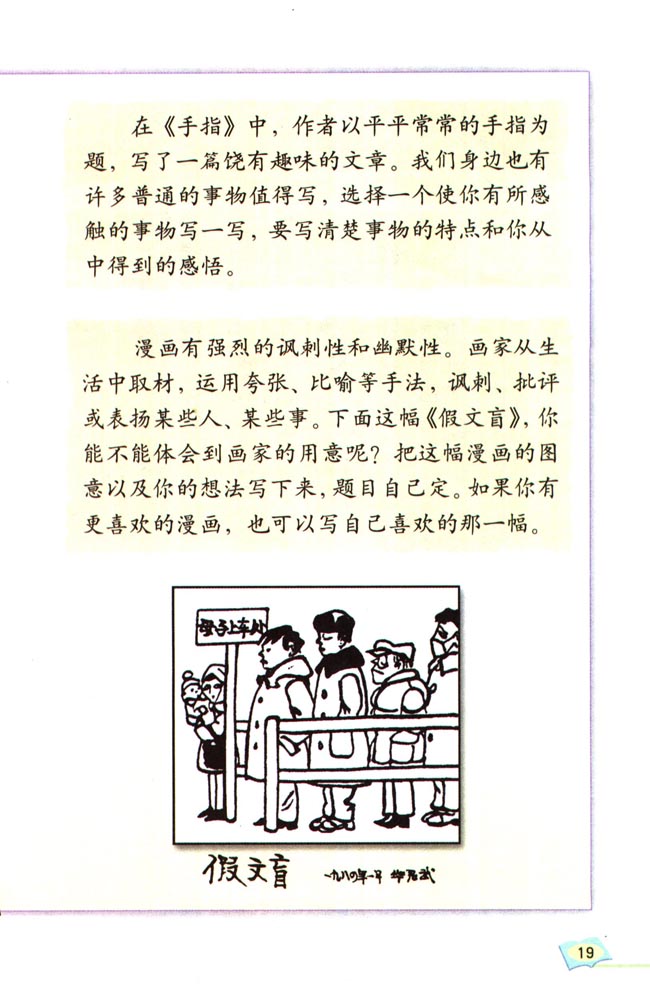 在《手指》中，作者以平平常常的手指为
题，写了一篇饶有趣味的文章。我们身边也有
许多普通的事物值得写，选择一个使你有所感
触的事物写一写，要写清楚事物的特点和你从
中得到的感悟。
漫画有强烈的讽刺性和幽默性。画家从生
活中取材，运用夸张、比喻等手法，讽刺、批评
或表扬某些人、某些事。下面这幅《假文盲》，你
能不能体会到画家的用意呢？把这幅漫画的图
意以及你的想法写下来，题目自己定。如果你有
更喜欢的漫画，也可以写自己喜欢的那一幅。
母子上车处
假文盲
一九八〇年一月 华君武
19